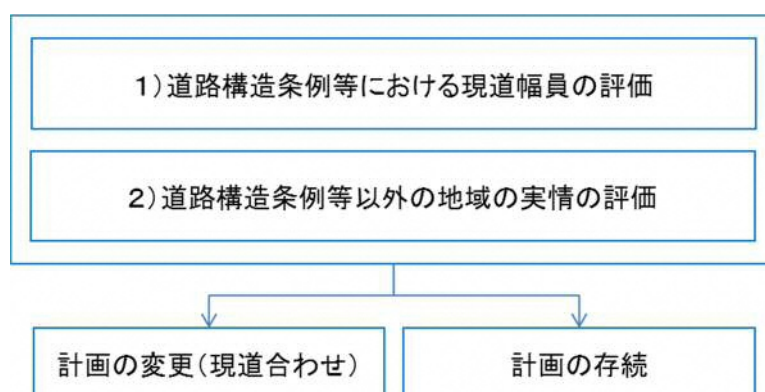 1）道路構造条例等における現道幅員の評価
2）道路構造条例等以外の地域の実情の評価
計画の変更（現道合わせ）
計画の存続